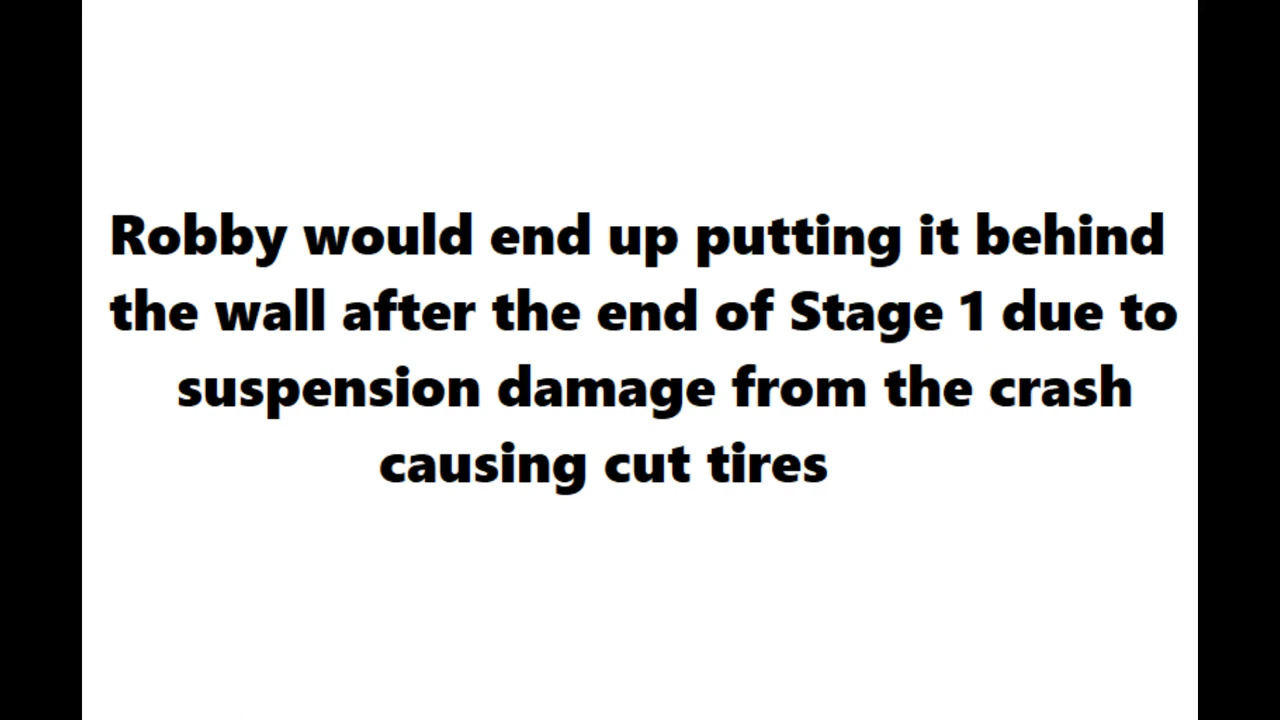 Robby would end up putting it behind
the wall after the end of Stage 1 due to
suspension damage from the crash
causing cut tires